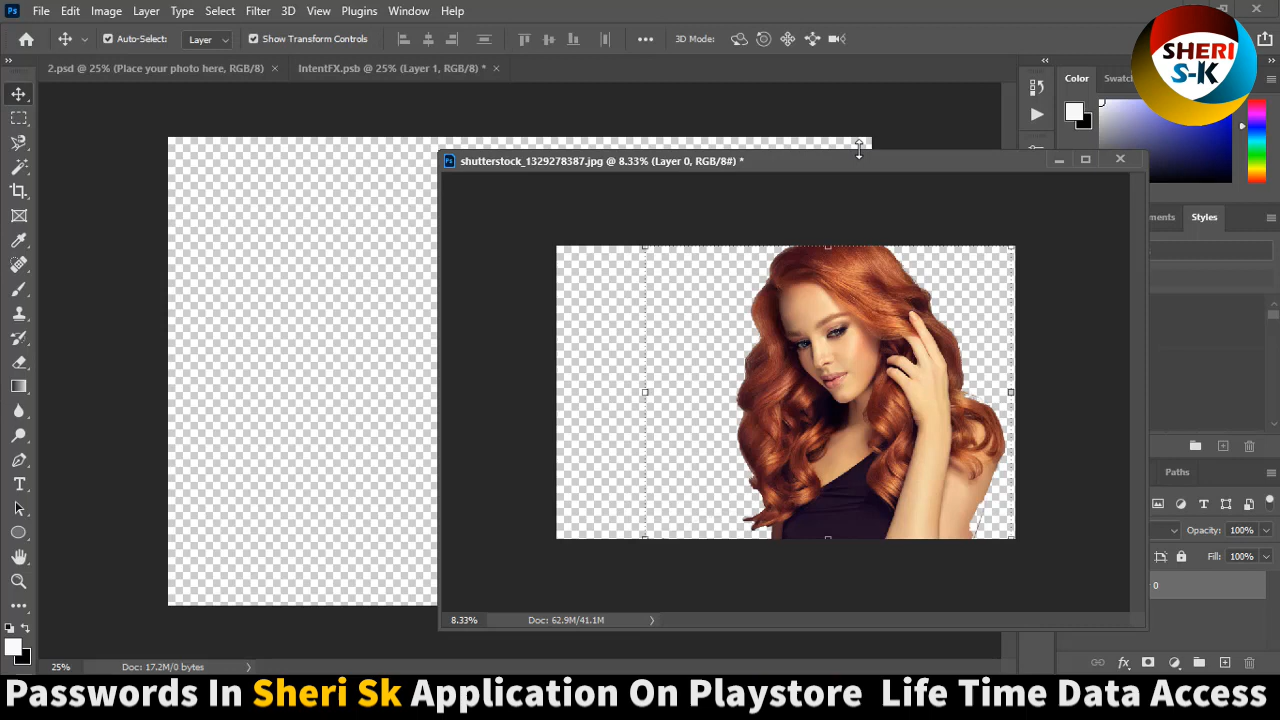 Ps File Edit Image Layer Type Select Filter 3D View Plugins Window Help
Auto-Select: Layer Show Transform Controls 3D Mode:
2.psd @ 25% (Place your photo here, RGB/8) × IntentFX.psb @ 25% (Layer 1, RGB/8) * ×
Color Swatc
SHERI
S-K
Ps shutterstock_1329278387.jpg @ 8.33% (Layer 0, RGB/8#) *
ments Styles
Paths
Opacity: 100%
Fill: 100%
0
8.33% Doc: 62.9M/41.1M
25% Doc: 17.2M/0 bytes
Passwords In Sheri Sk Application On Playstore Life Time Data Access